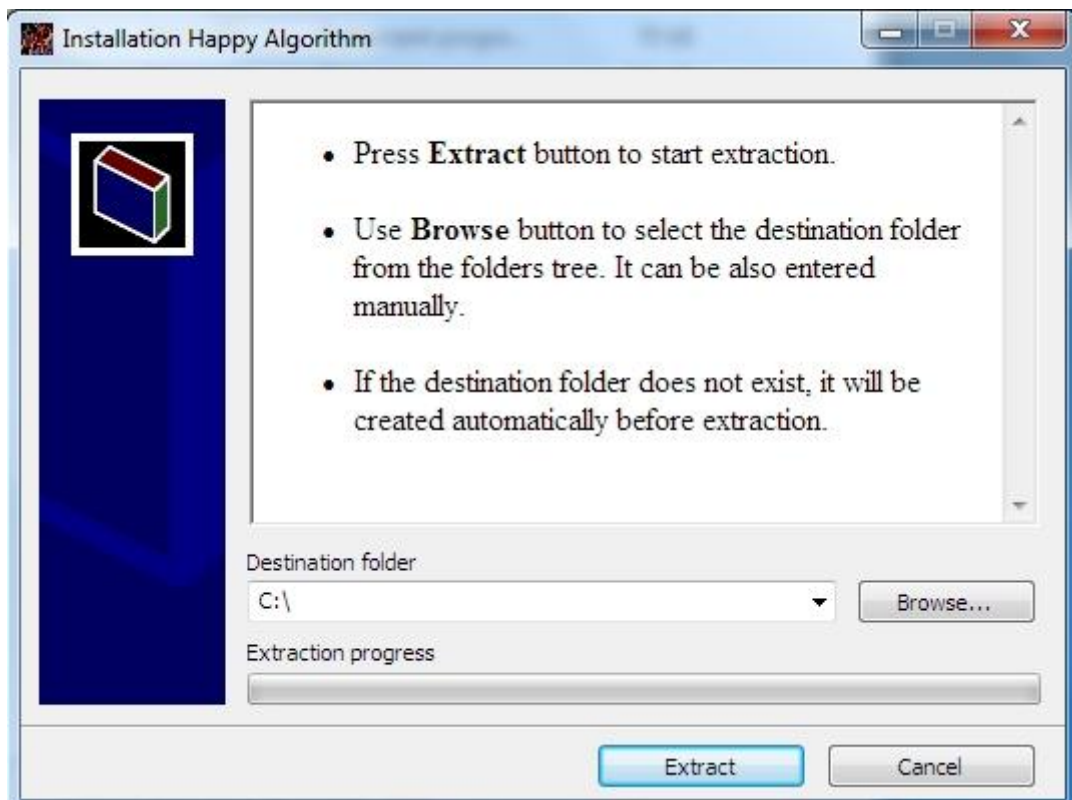 Installation Happy Algorithm
• Press Extract button to start extraction.
• Use Browse button to select the destination folder
from the folders tree. It can be also entered
manually.
• If the destination folder does not exist, it will be
created automatically before extraction.
Destination folder
C:\
Browse...
Extraction progress
Extract
Cancel